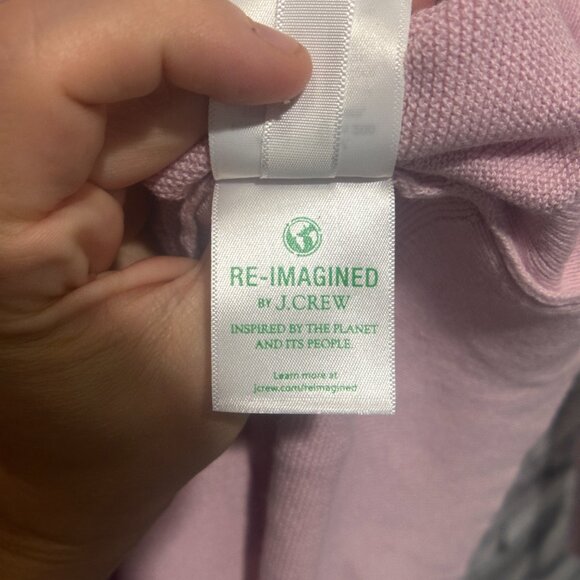 RE-IMAGINED
BY J.CREW
INSPIRED BY THE PLANET
AND ITS PEOPLE.
Learn more at
jcrew.com/reimagined